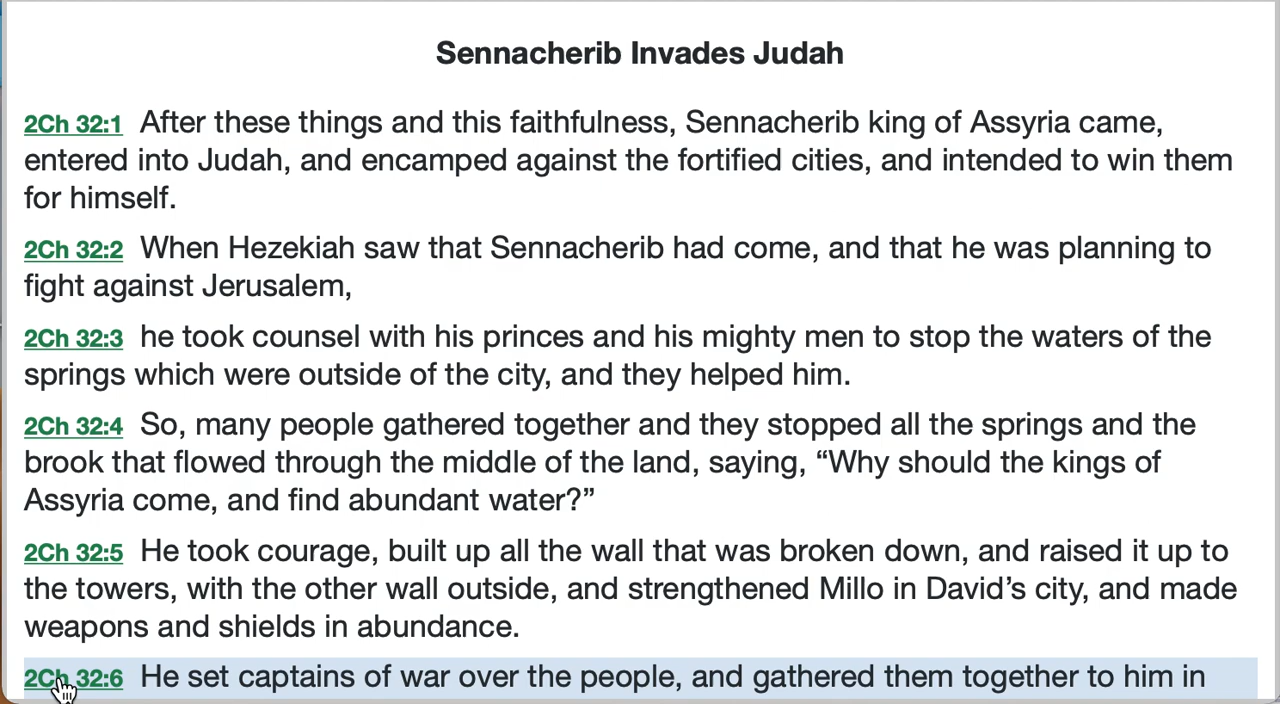 Sennacherib Invades Judah
2Ch 32:1 After these things and this faithfulness, Sennacherib king of Assyria came,
entered into Judah, and encamped against the fortified cities, and intended to win them
for himself.
2Ch 32:2 When Hezekiah saw that Sennacherib had come, and that he was planning to
fight against Jerusalem,
2Ch 32:3 he took counsel with his princes and his mighty men to stop the waters of the
springs which were outside of the city, and they helped him.
2Ch 32:4 So, many people gathered together and they stopped all the springs and the
brook that flowed through the middle of the land, saying, “Why should the kings of
Assyria come, and find abundant water?”
2Ch 32:5 He took courage, built up all the wall that was broken down, and raised it up to
the towers, with the other wall outside, and strengthened Millo in David’s city, and made
weapons and shields in abundance.
2Ch 32:6 He set captains of war over the people, and gathered them together to him in